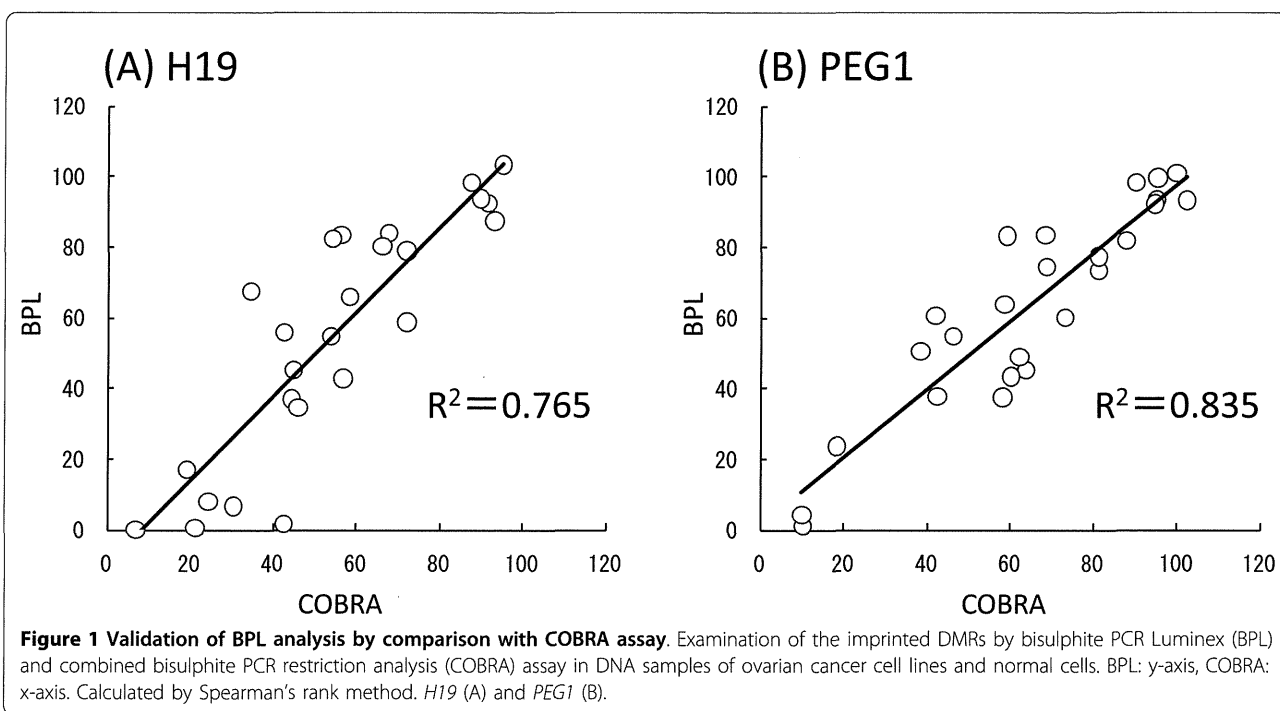 (A) H19
120
100
80
60
40
20
0
BPL
R²=0.765
0 20 40 60 80 100 120
COBRA
(B) PEG1
120
100
80
60
40
20
0
BPL
R²=0.835
0 20 40 60 80 100 120
COBRA
Figure 1 Validation of BPL analysis by comparison with COBRA assay. Examination of the imprinted DMRs by bisulphite PCR Luminex (BPL)
and combined bisulphite PCR restriction analysis (COBRA) assay in DNA samples of ovarian cancer cell lines and normal cells. BPL: y-axis, COBRA:
x-axis. Calculated by Spearman's rank method. H19 (A) and PEG1 (B).